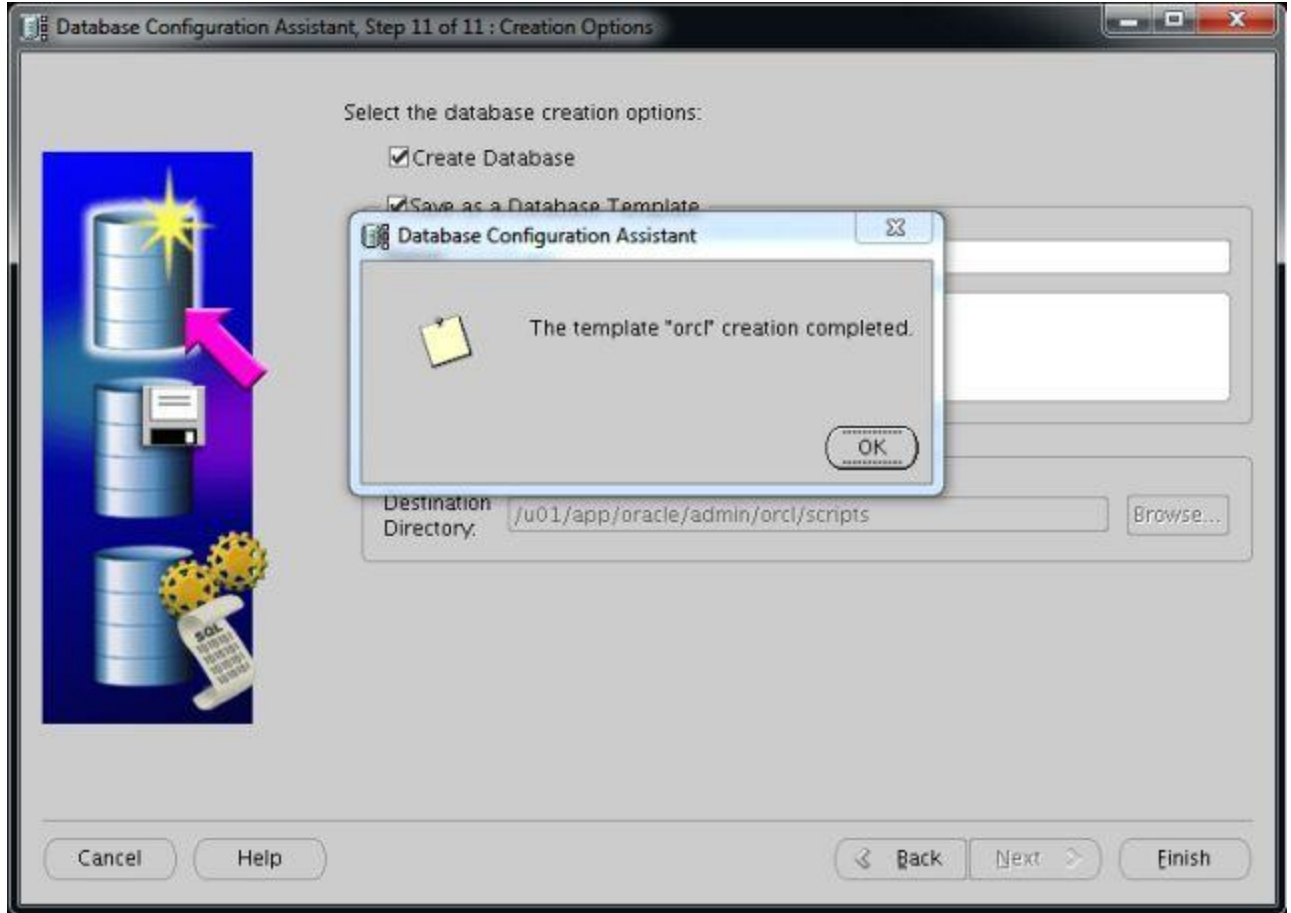 Database Configuration Assistant, Step 11 of 11 : Creation Options
Select the database creation options:
Create Database
Save as a Database Template
Database Configuration Assistant
The template "orcl" creation completed.
OK
Destination
Directory:
/u01/app/oracle/admin/orcl/scripts
Browse...
SQL
Cancel
Help
Back
Next
Finish